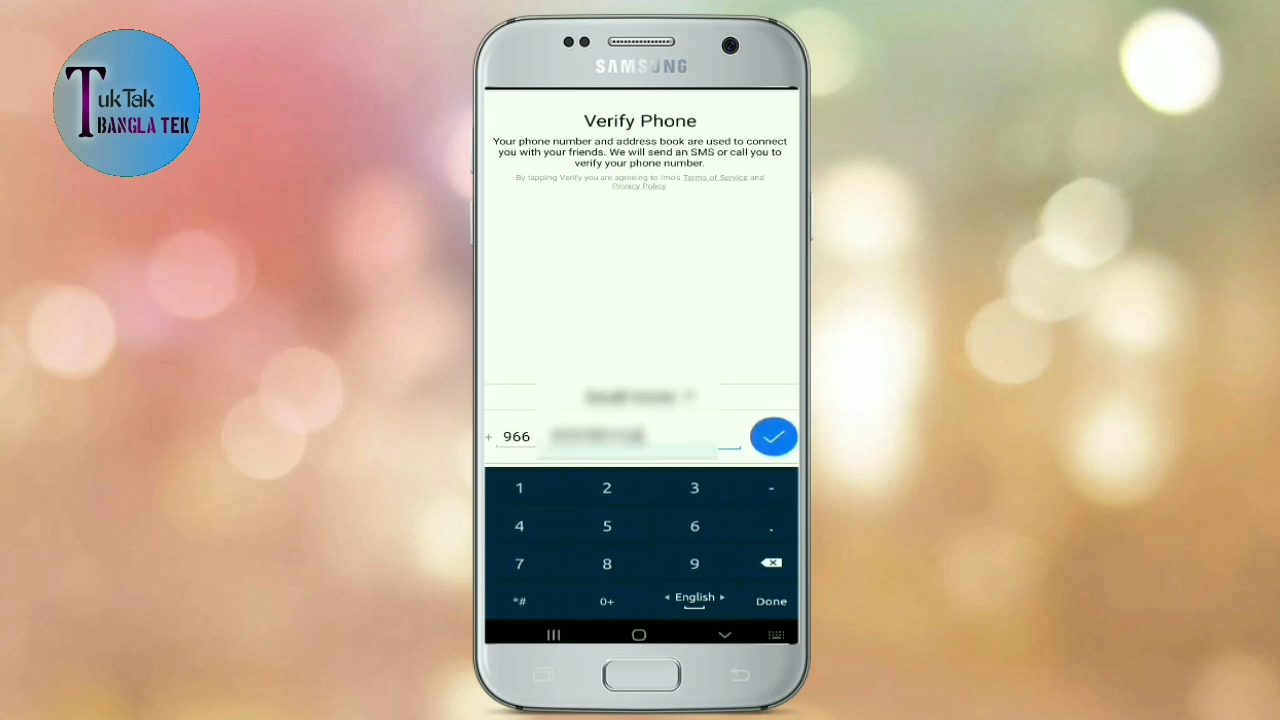 TukTak
BANGLA TEK
SAMSUNG
Verify Phone
Your phone number and address book are used to connect
you with your friends. We will send an SMS or call you to
verify your phone number.
By tapping Verify you are agreeing to imo's Terms of Service and
Privacy Policy
+ 966
1 2 3 -
4 5 6 .
7 8 9
*# 0+ English Done